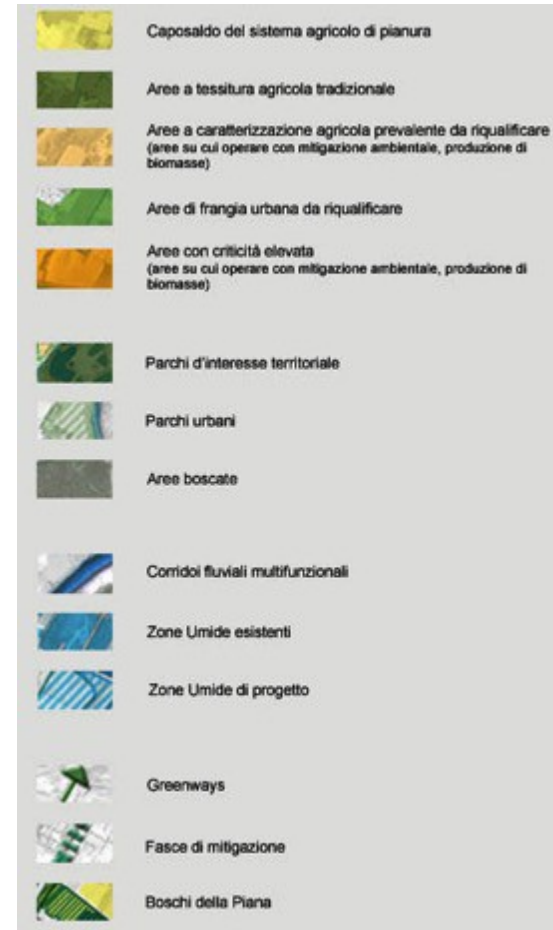 Caposaldo del sistema agricolo di pianura
Aree a tessitura agricola tradizionale
Aree a caratterizzazione agricola prevalente da riqualificare
(aree su cui operare con mitigazione ambientale, produzione di
biomasse)
Aree di frangia urbana da riqualificare
Aree con criticità elevata
(aree su cui operare con mitigazione ambientale, produzione di
biomasse)
Parchi d'interesse territoriale
Parchi urbani
Aree boscate
Corridoi fluviali multifunzionali
Zone Umide esistenti
Zone Umide di progetto
Greenways
Fasce di mitigazione
Boschi della Piana